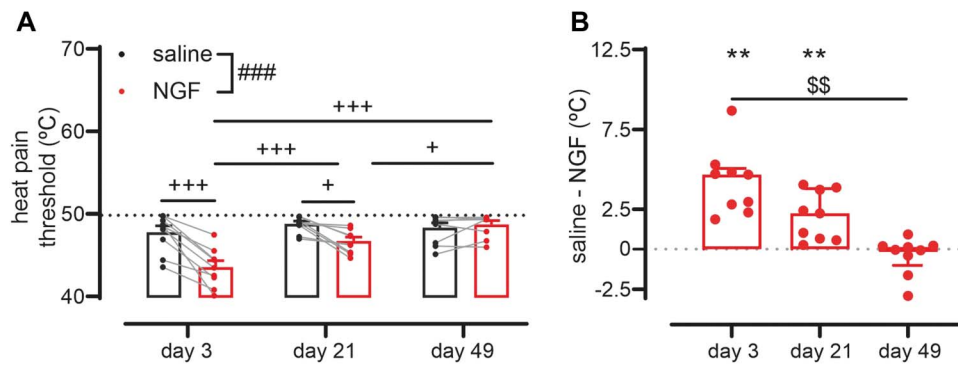 A
heat pain
threshold (ºC)
70
60
50
40
saline
NGF
###
+++
+++
+
+++
+
day 3
day 21
day 49
B
saline - NGF (ºC)
12.5
7.5
2.5
0
-2.5
**
**
$$
day 3
day 21
day 49